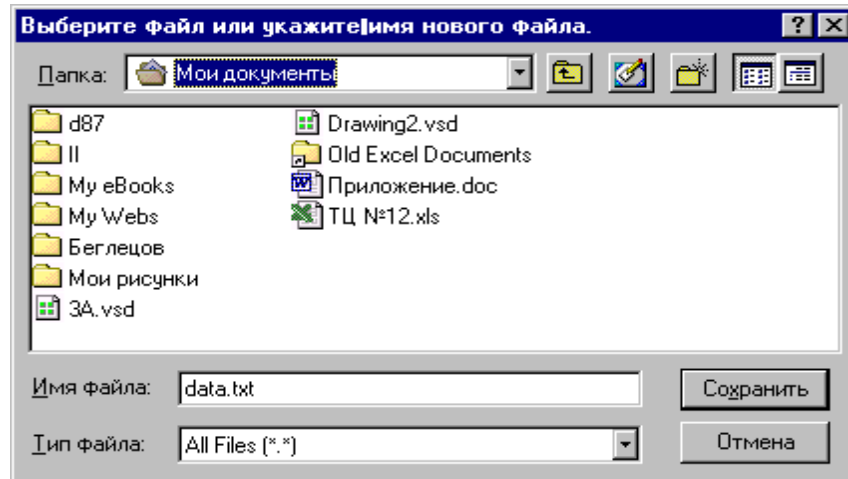 Выберите файл или укажите имя нового файла.
Папка: Мои документы
d87
II
My eBooks
My Webs
Беглецов
Мои рисунки
3A.vsd
Drawing2.vsd
Old Excel Documents
Приложение.doc
ТЦ №12.xls
Имя файла: data.txt Сохранить
Тип файла: All Files (*.*) Отмена